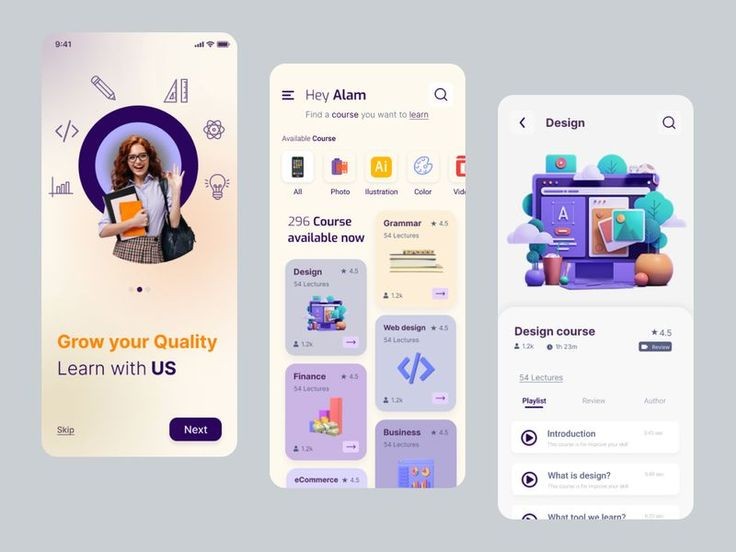 9:41
Grow your Quality
Learn with US
Skip
Next
Hey Alam
Find a course you want to learn
Available Course
All
Photo
Illustration
Color
296 Course
available now
Grammar
★ 4.5
54 Lectures
1.2k
Design
★ 4.5
54 Lectures
1.2k
Web design
★ 4.5
54 Lectures
1.2k
Finance
★ 4.5
54 Lectures
1.2k
Business
★ 4.5
54 Lectures
eCommerce
★ 4.5
Ai
Design
A
Design course
★ 4.5
1.2k
1h 23m
Review
54 Lectures
Playlist
Review
Author
Introduction
This course is for improve your skill
What is design?
This course is for improve your skill
What tool we learn?